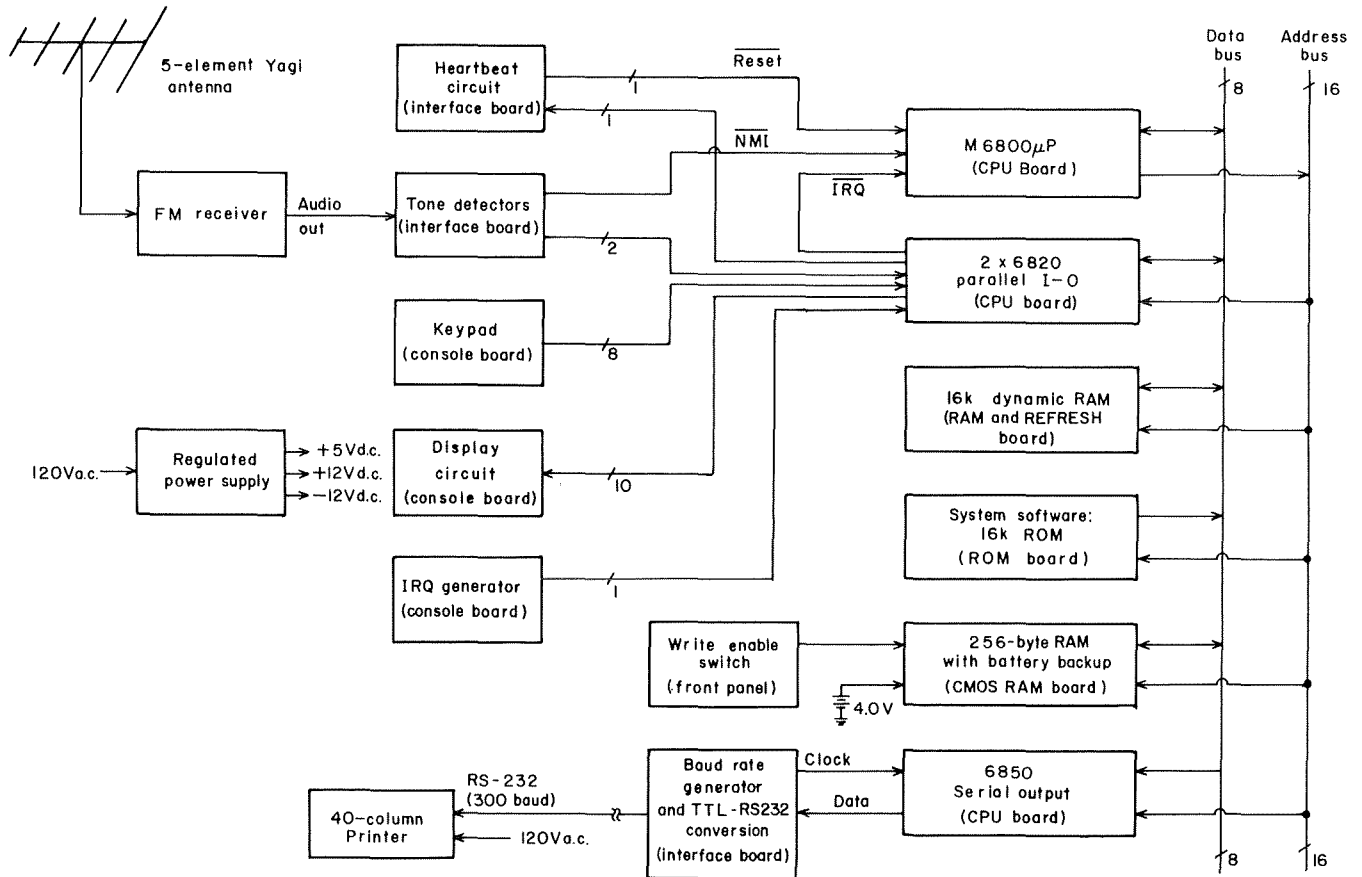 5-element Yagi
antenna
FM receiver
Audio
out
Heartbeat
circuit
(interface board)
1
Reset
1
NMI
Tone detectors
(interface board)
2
IRQ
Keypad
(console board)
8
120Va.c.
Regulated
power supply
+5Vd.c.
+12Vd.c.
-12Vd.c.
Display
circuit
(console board)
10
IRQ generator
(console board)
1
Data
bus
8
Address
bus
16
M6800μP
(CPU Board)
2 x 6820
parallel I-O
(CPU board)
16k dynamic RAM
(RAM and REFRESH
board)
System software:
16k ROM
(ROM board)
Write enable
switch
(front panel)
4.0V
256-byte RAM
with battery backup
(CMOS RAM board)
40-column
Printer
RS-232
(300 baud)
120Va.c.
Baud rate
generator
and TTL-RS232
conversion
(interface board)
Clock
Data
6850
Serial output
(CPU board)
8
16